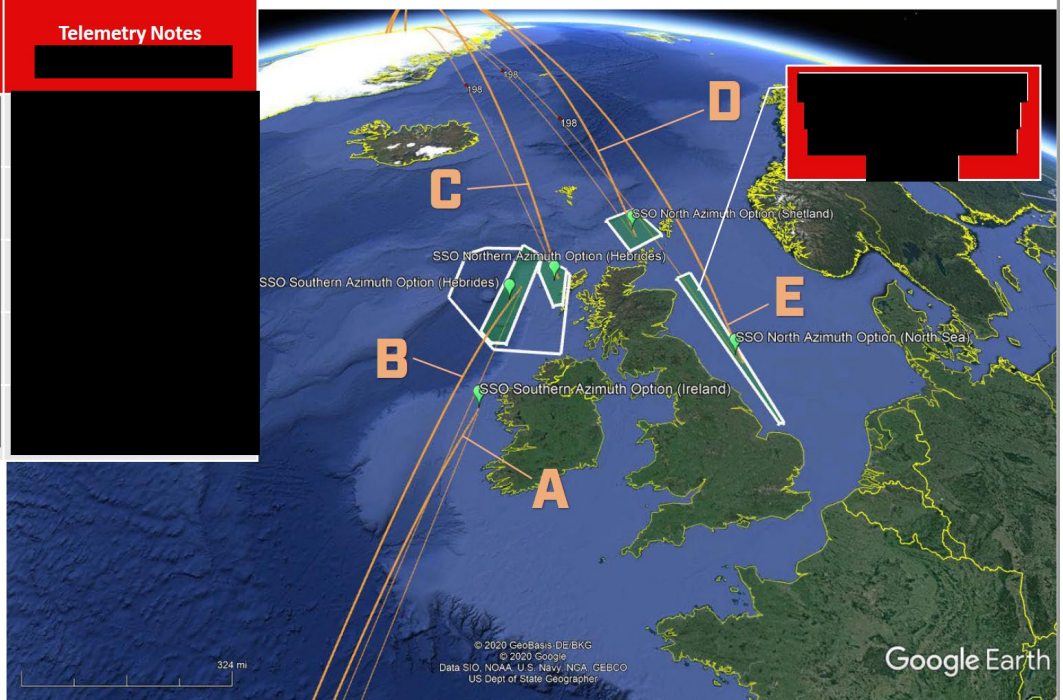 Telemetry Notes
198
198
198
D
C
SSO North Azimuth Option (Shetland)
SSO Northern Azimuth Option (Hebrides)
SSO Southern Azimuth Option (Hebrides)
E
SSO North Azimuth Option (North Sea)
B
SSO Southern Azimuth Option (Ireland)
A
324 mi
© 2020 GeoBasis-DE/BKG
© 2020 Google
Data SIO, NOAA, U.S. Navy, NGA, GEBCO
US Dept of State Geographer
Google Earth